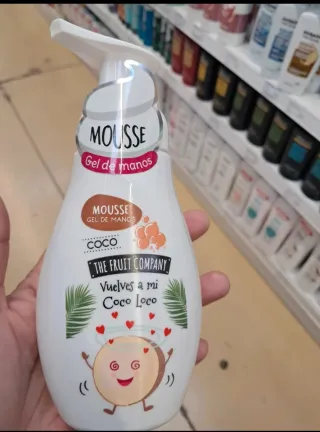 MOUSSE
Gel de manos
MOUSSE
GEL DE MANOS
COCO
THE FRUIT COMPANY
Vuelves a mi
Coco Loco